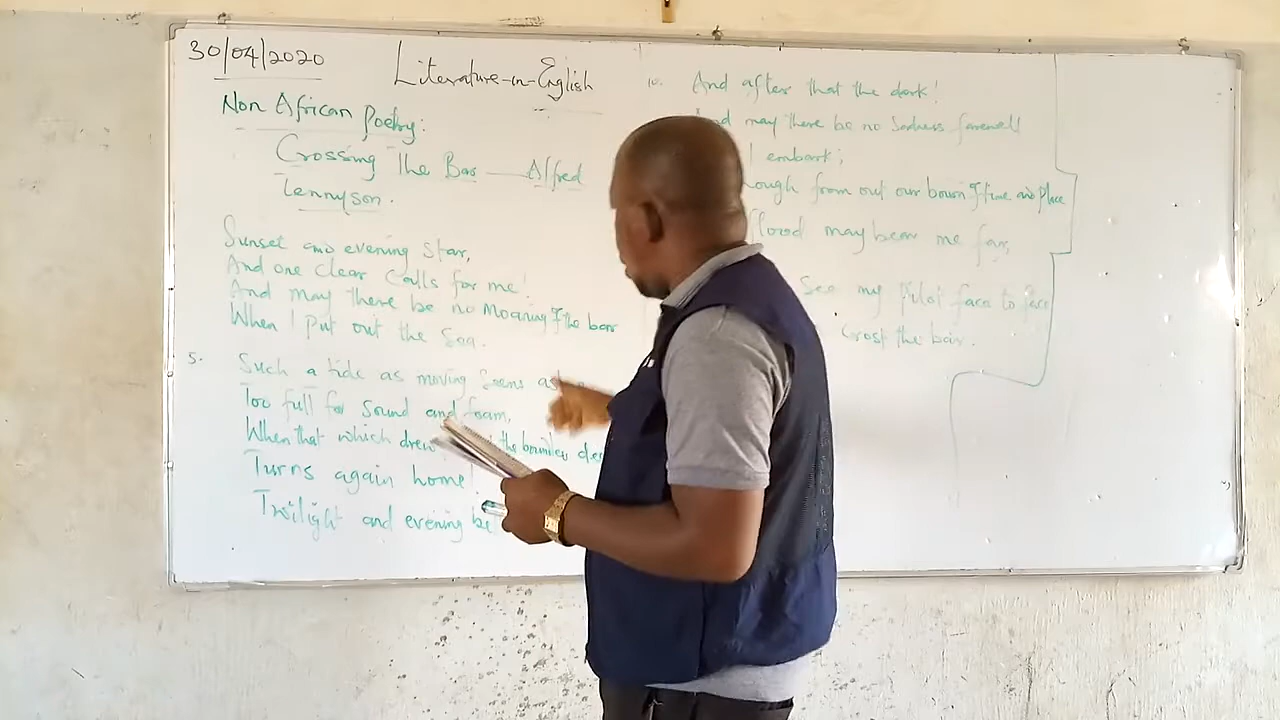 30/04/2020
Literature-in-English
Non African Poetry:
Crossing The Bar — Alfred
Tennyson.
Sunset and evening star,
And one clear Calls for me!
And may there be no Moaning of the bar
When I put out the Sea.
5. Such a tide as moving Seems as
Too full for Sound and foam,
When that which drew the boundless
Turns again home.
Twilight and evening be
10. And after that the dark!
And may there be no Sadness farewell
I embark;
from out our bourn of time and Place
flood may bear me far,
See my Pilot face to face
Crost the bar.